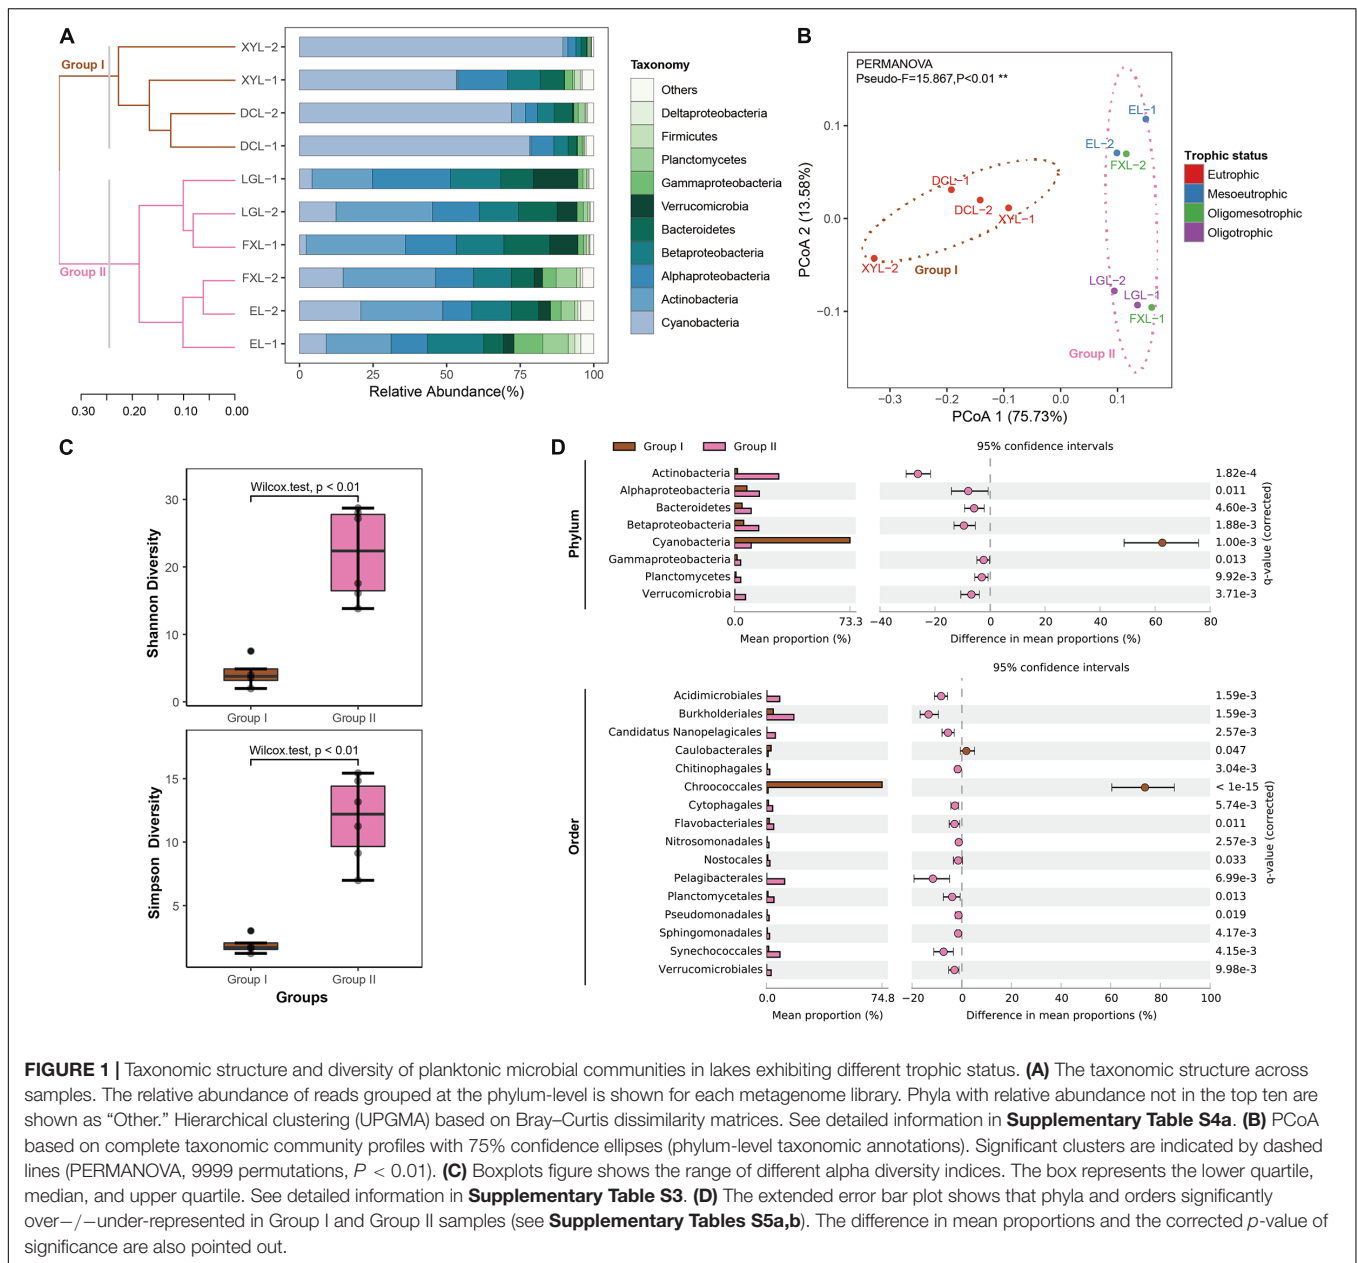 A
XYL−2
XYL−1
DCL−2
DCL−1
LGL−1
LGL−2
FXL−1
FXL−2
EL−2
EL−1
Group I
Group II
0.30
0.20
0.10
0.00
0
25
50
75
100
Relative Abundance(%)
Taxonomy
Others
Deltaproteobacteria
Firmicutes
Planctomycetes
Gammaproteobacteria
Verrucomicrobia
Bacteroidetes
Betaproteobacteria
Alphaproteobacteria
Actinobacteria
Cyanobacteria
B
PERMANOVA
Pseudo-F=15.867,P<0.01 **
PCoA 2 (13.58%)
0.1
0.0
−0.1
EL−1
EL−2
FXL−2
DCL−1
DCL−2
XYL−1
XYL−2
Group I
LGL−2
LGL−1
FXL−1
Group II
−0.3
−0.2
−0.1
0.0
0.1
PCoA 1 (75.73%)
Trophic status
Eutrophic
Mesoeutrophic
Oligomesotrophic
Oligotrophic
C
Wilcox.test, p < 0.01
Shannon Diversity
30
20
10
0
Group I
Group II
Wilcox.test, p < 0.01
Simpson Diversity
15
10
5
Group I
Group II
Groups
D
Group I
Group II
95% confidence intervals
Phylum
Actinobacteria
1.82e-4
Alphaproteobacteria
0.011
Bacteroidetes
4.60e-3
Betaproteobacteria
1.88e-3
Cyanobacteria
1.00e-3
Gammaproteobacteria
0.013
Planctomycetes
9.92e-3
Verrucomicrobia
3.71e-3
q-value (corrected)
0.0
73.3
−40
−20
0
20
40
60
80
Mean proportion (%)
Difference in mean proportions (%)
95% confidence intervals
Order
Acidimicrobiales
1.59e-3
Burkholderiales
1.59e-3
Candidatus Nanopelagicales
2.57e-3
Caulobacterales
0.047
Chitinophagales
3.04e-3
Chroococcales
< 1e-15
Cytophagales
5.74e-3
Flavobacteriales
0.011
Nitrosomonadales
2.57e-3
Nostocales
0.033
Pelagibacterales
6.99e-3
Planctomycetales
0.013
Pseudomonadales
0.019
Sphingomonadales
4.17e-3
Synechococcales
4.15e-3
Verrucomicrobiales
9.98e-3
q-value (corrected)
0.0
74.8
−20
0
20
40
60
80
100
Mean proportion (%)
Difference in mean proportions (%)
FIGURE 1 | Taxonomic structure and diversity of planktonic microbial communities in lakes exhibiting different trophic status. (A) The taxonomic structure across
samples. The relative abundance of reads grouped at the phylum-level is shown for each metagenome library. Phyla with relative abundance not in the top ten are
shown as “Other.” Hierarchical clustering (UPGMA) based on Bray–Curtis dissimilarity matrices. See detailed information in Supplementary Table S4a. (B) PCoA
based on complete taxonomic community profiles with 75% confidence ellipses (phylum-level taxonomic annotations). Significant clusters are indicated by dashed
lines (PERMANOVA, 9999 permutations, P < 0.01). (C) Boxplots figure shows the range of different alpha diversity indices. The box represents the lower quartile,
median, and upper quartile. See detailed information in Supplementary Table S3. (D) The extended error bar plot shows that phyla and orders significantly
over−/−under-represented in Group I and Group II samples (see Supplementary Tables S5a,b). The difference in mean proportions and the corrected p-value of
significance are also pointed out.